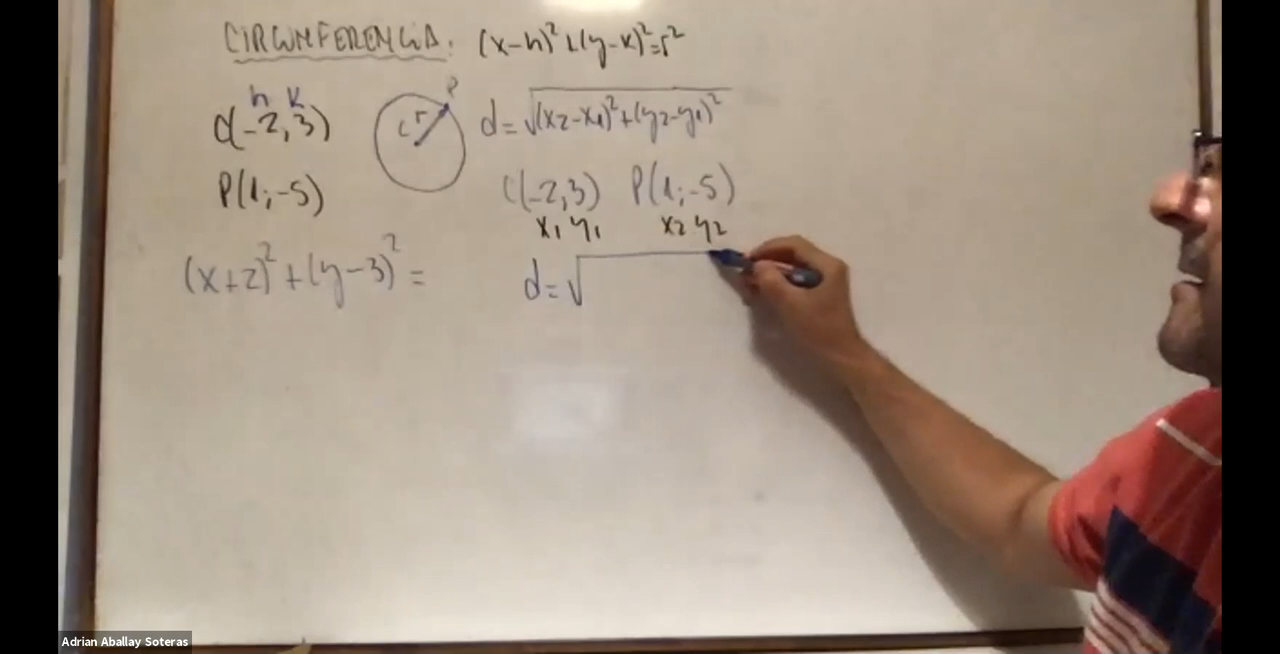 CIRCUNFERENCIA: (x-h)²+(y-k)²=r²
h k
C(-2,3)
P(1;-5)
P
r
C
d=√(x2-x1)²+(y2-y1)²
C(-2,3) P(1;-5)
x1 y1 x2 y2
(x+2)²+(y-3)²=
d=√
Adrian Aballay Soteras